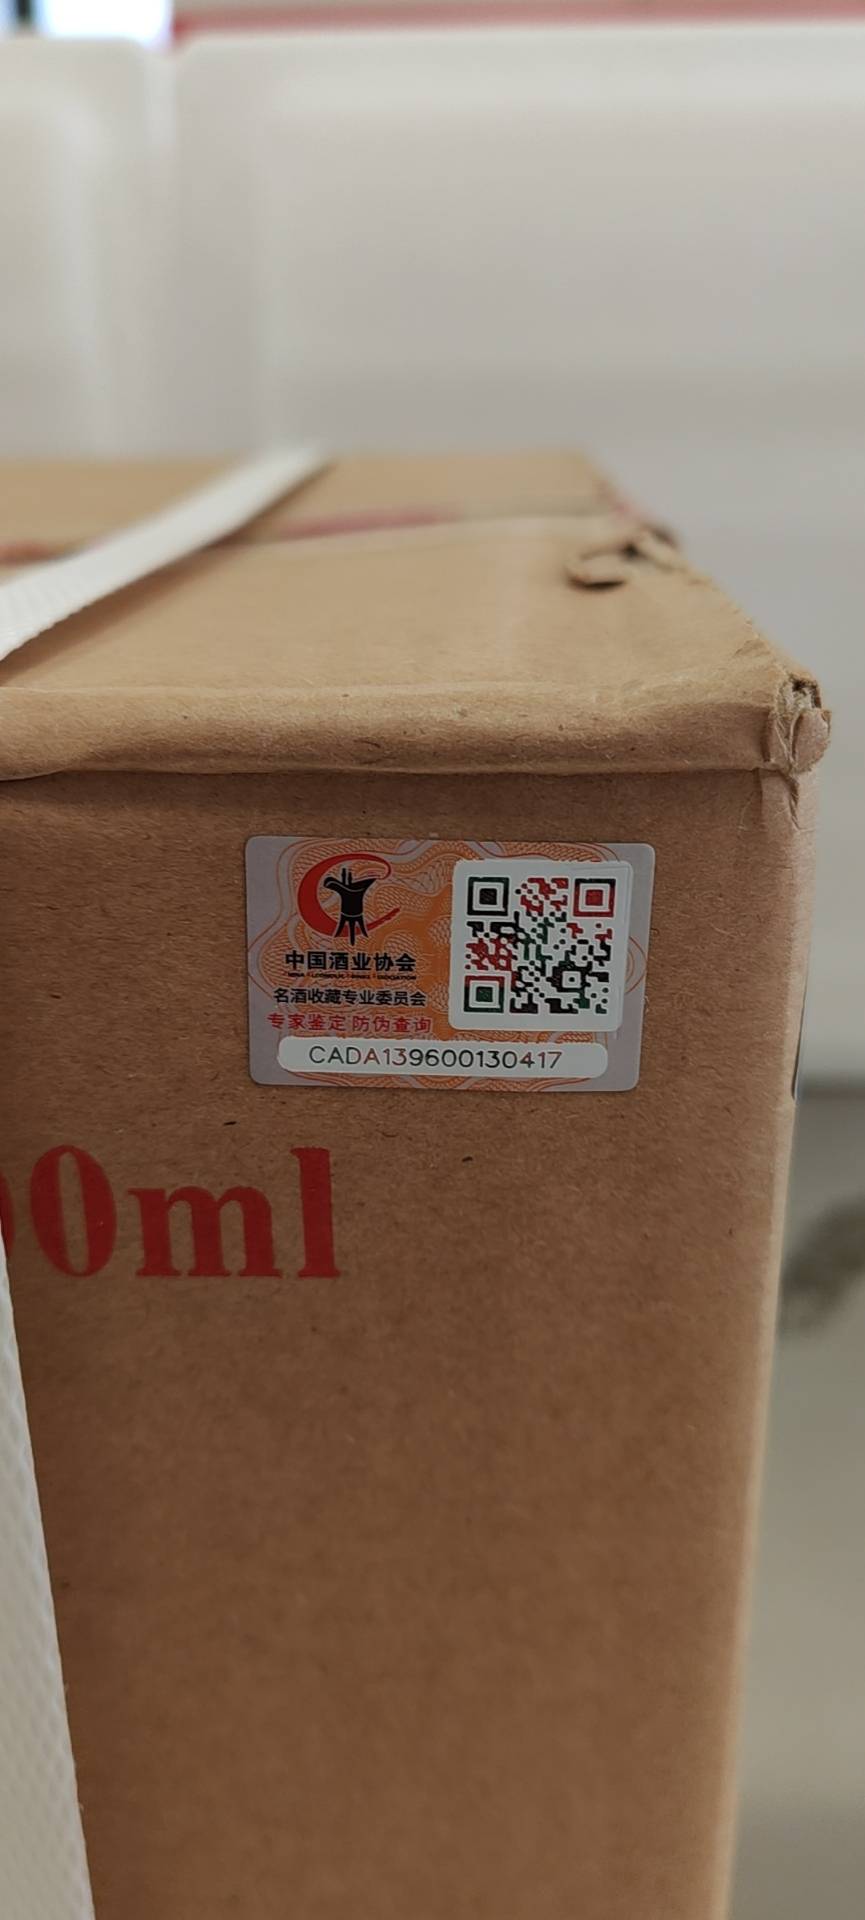 中国酒业协会
名酒收藏专业委员会
专家鉴定 防伪查询
CADA139600130417
0ml